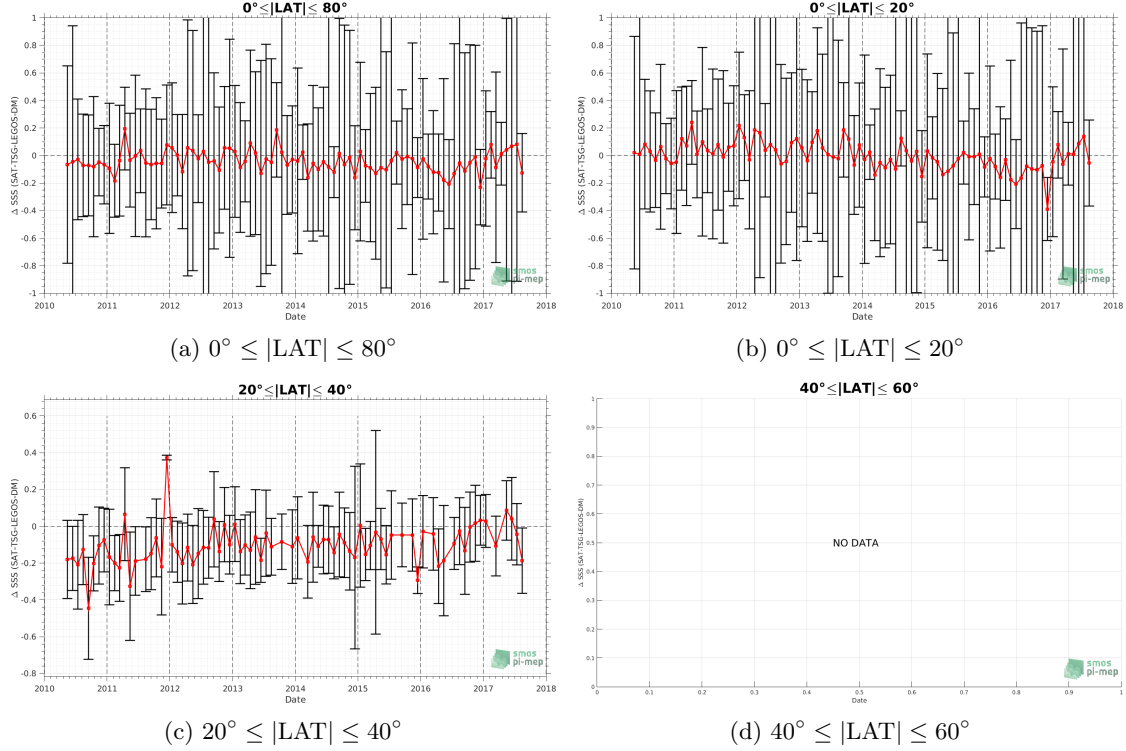 0°≤|LAT|≤ 80°
Δ SSS (SAT-TSG-LEGOS-DM)
1
0.8
0.6
0.4
0.2
0
-0.2
-0.4
-0.6
-0.8
-1
2010 2011 2012 2013 2014 2015 2016 2017 2018
Date
smos
pi-mep
(a) 0° ≤ |LAT| ≤ 80°
0°≤|LAT|≤ 20°
Δ SSS (SAT-TSG-LEGOS-DM)
1
0.8
0.6
0.4
0.2
0
-0.2
-0.4
-0.6
-0.8
-1
2010 2011 2012 2013 2014 2015 2016 2017 2018
Date
smos
pi-mep
(b) 0° ≤ |LAT| ≤ 20°
20°≤|LAT|≤ 40°
Δ SSS (SAT-TSG-LEGOS-DM)
0.6
0.4
0.2
0
-0.2
-0.4
-0.6
-0.8
2010 2011 2012 2013 2014 2015 2016 2017 2018
Date
smos
pi-mep
(c) 20° ≤ |LAT| ≤ 40°
40°≤|LAT|≤ 60°
Δ SSS (SAT-TSG-LEGOS-DM)
1
0.9
0.8
0.7
0.6
0.5
0.4
0.3
0.2
0.1
0
NO DATA
0 0.1 0.2 0.3 0.4 0.5 0.6 0.7 0.8 0.9 1
Date
smos
pi-mep
(d) 40° ≤ |LAT| ≤ 60°